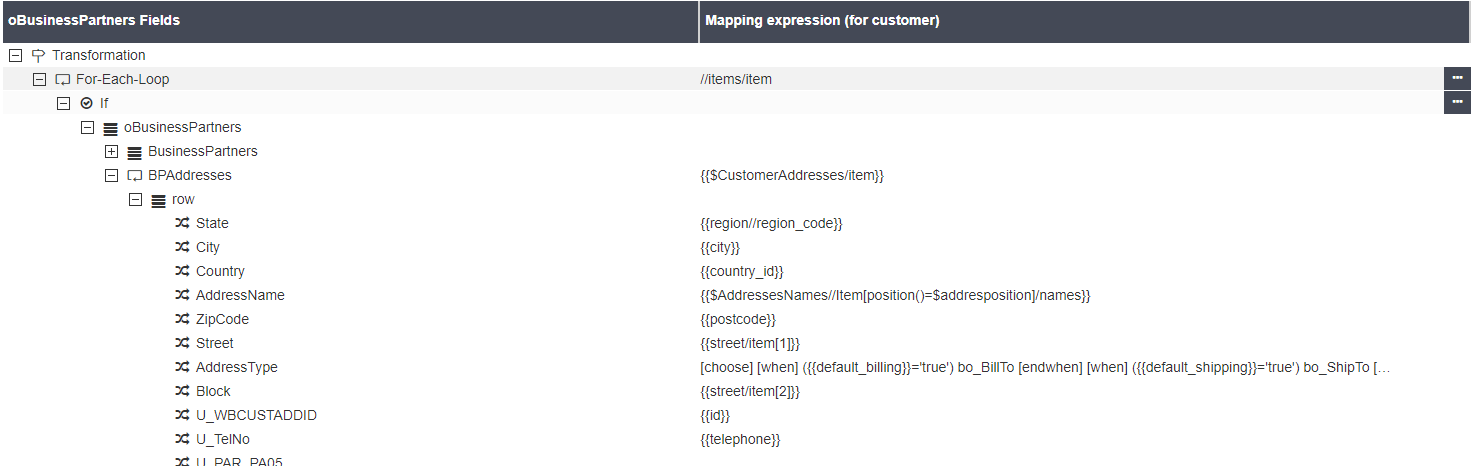 oBusinessPartners Fields Mapping expression (for customer)
Transformation
For-Each-Loop //items/item
If
oBusinessPartners
BusinessPartners
BPAddresses {{$CustomerAddresses/item}}
row
State {{region//region_code}}
City {{city}}
Country {{country_id}}
AddressName {{$AddressesNames//Item[position()=$addresposition]/names}}
ZipCode {{postcode}}
Street {{street/item[1]}}
AddressType [choose] [when] ({{default_billing}}='true') bo_BillTo [endwhen] [when] ({{default_shipping}}='true') bo_ShipTo […
Block {{street/item[2]}}
U_WBCUSTADDID {{id}}
U_TelNo {{telephone}}
U_PAR_PA05